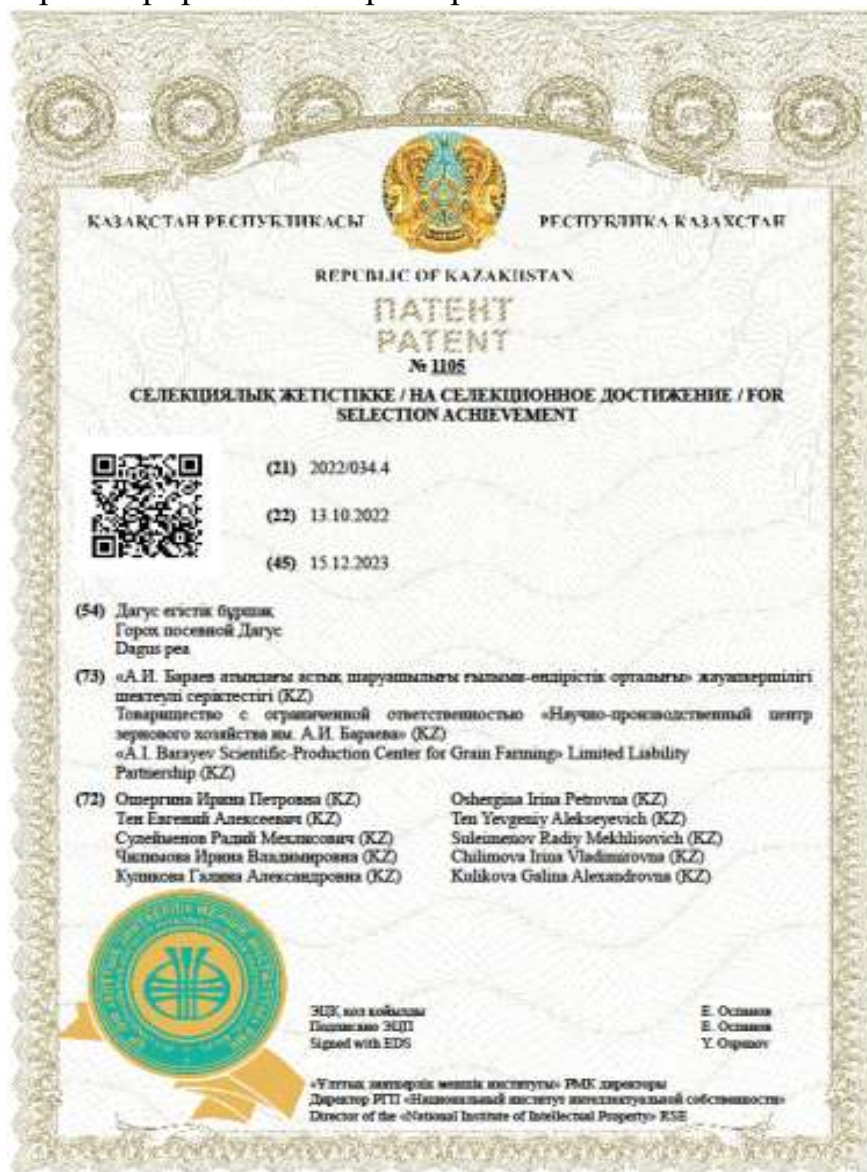 ҚАЗАҚСТАН РЕСПУБЛИКАСЫ
РЕСПУБЛИКА КАЗАХСТАН
REPUBLIC OF KAZAKHSTAN
ПАТЕНТ
PATENT
№ 1105
СЕЛЕКЦИЯЛЫҚ ЖЕТІСТІККЕ / НА СЕЛЕКЦИОННОЕ ДОСТИЖЕНИЕ / FOR
SELECTION ACHIEVEMENT
(21) 2022/034.4
(22) 13.10.2022
(45) 15.12.2023
(54) Дагус егістік бұршақ
Горох посевной Дагус
Dagus pea
(73) «А.И. Бараев атындағы астық шаруашылығы ғылыми-өндірістік орталығы» жауапкершілігі
шектеулі серіктестігі (KZ)
Товарищество с ограниченной ответственностью «Научно-производственный центр
зернового хозяйства им. А.И. Бараева» (KZ)
«A.I. Barayev Scientific-Production Center for Grain Farming» Limited Liability
Partnership (KZ)
(72) Ошергина Ирина Петровна (KZ) Oshergina Irina Petrovna (KZ)
Тен Евгений Алексеевич (KZ) Ten Yevgeniy Alekseyevich (KZ)
Сулейменов Радий Мехлисович (KZ) Suleimenov Radiy Mekhlisovich (KZ)
Чилимова Ирина Владимировна (KZ) Chilimova Irina Vladimirovna (KZ)
Куликова Галина Александровна (KZ) Kulikova Galina Alexandrovna (KZ)
ЭЦҚ қол қойылды Е. Оспанов
Подписано ЭЦП Е. Оспанов
Signed with EDS Y. Ospanov
«Ұлттық зияткерлік меншік институты» РМК директоры
Директор РГП «Национальный институт интеллектуальной собственности»
Director of the «National Institute of Intellectual Property» RSE